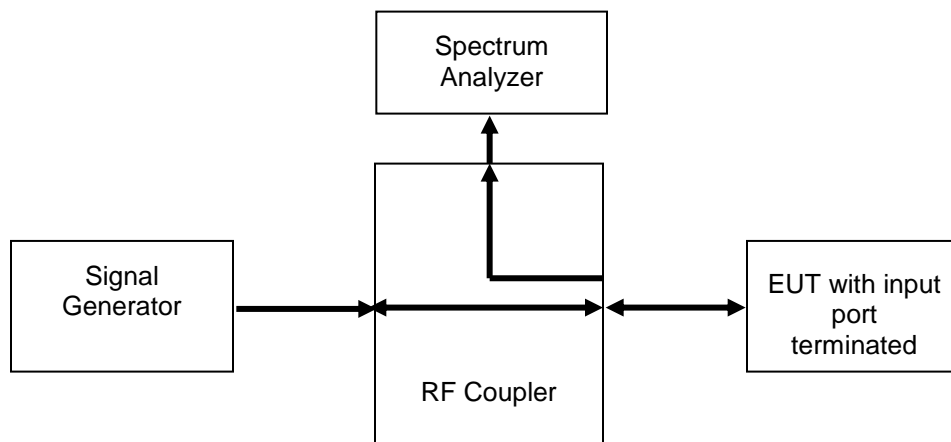 Spectrum
Analyzer
Signal
Generator
EUT with input
port
terminated
RF Coupler